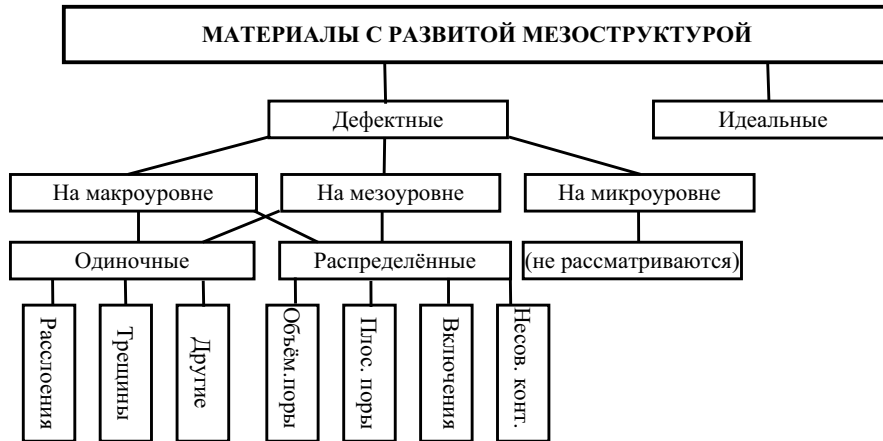 МАТЕРИАЛЫ С РАЗВИТОЙ МЕЗОСТРУКТУРОЙ
Дефектные
Идеальные
На макроуровне
На мезоуровне
На микроуровне
Одиночные
Распределённые
(не рассматриваются)
Расслоения
Трещины
Другие
Объём.поры
Плос. поры
Включения
Несов. конт.